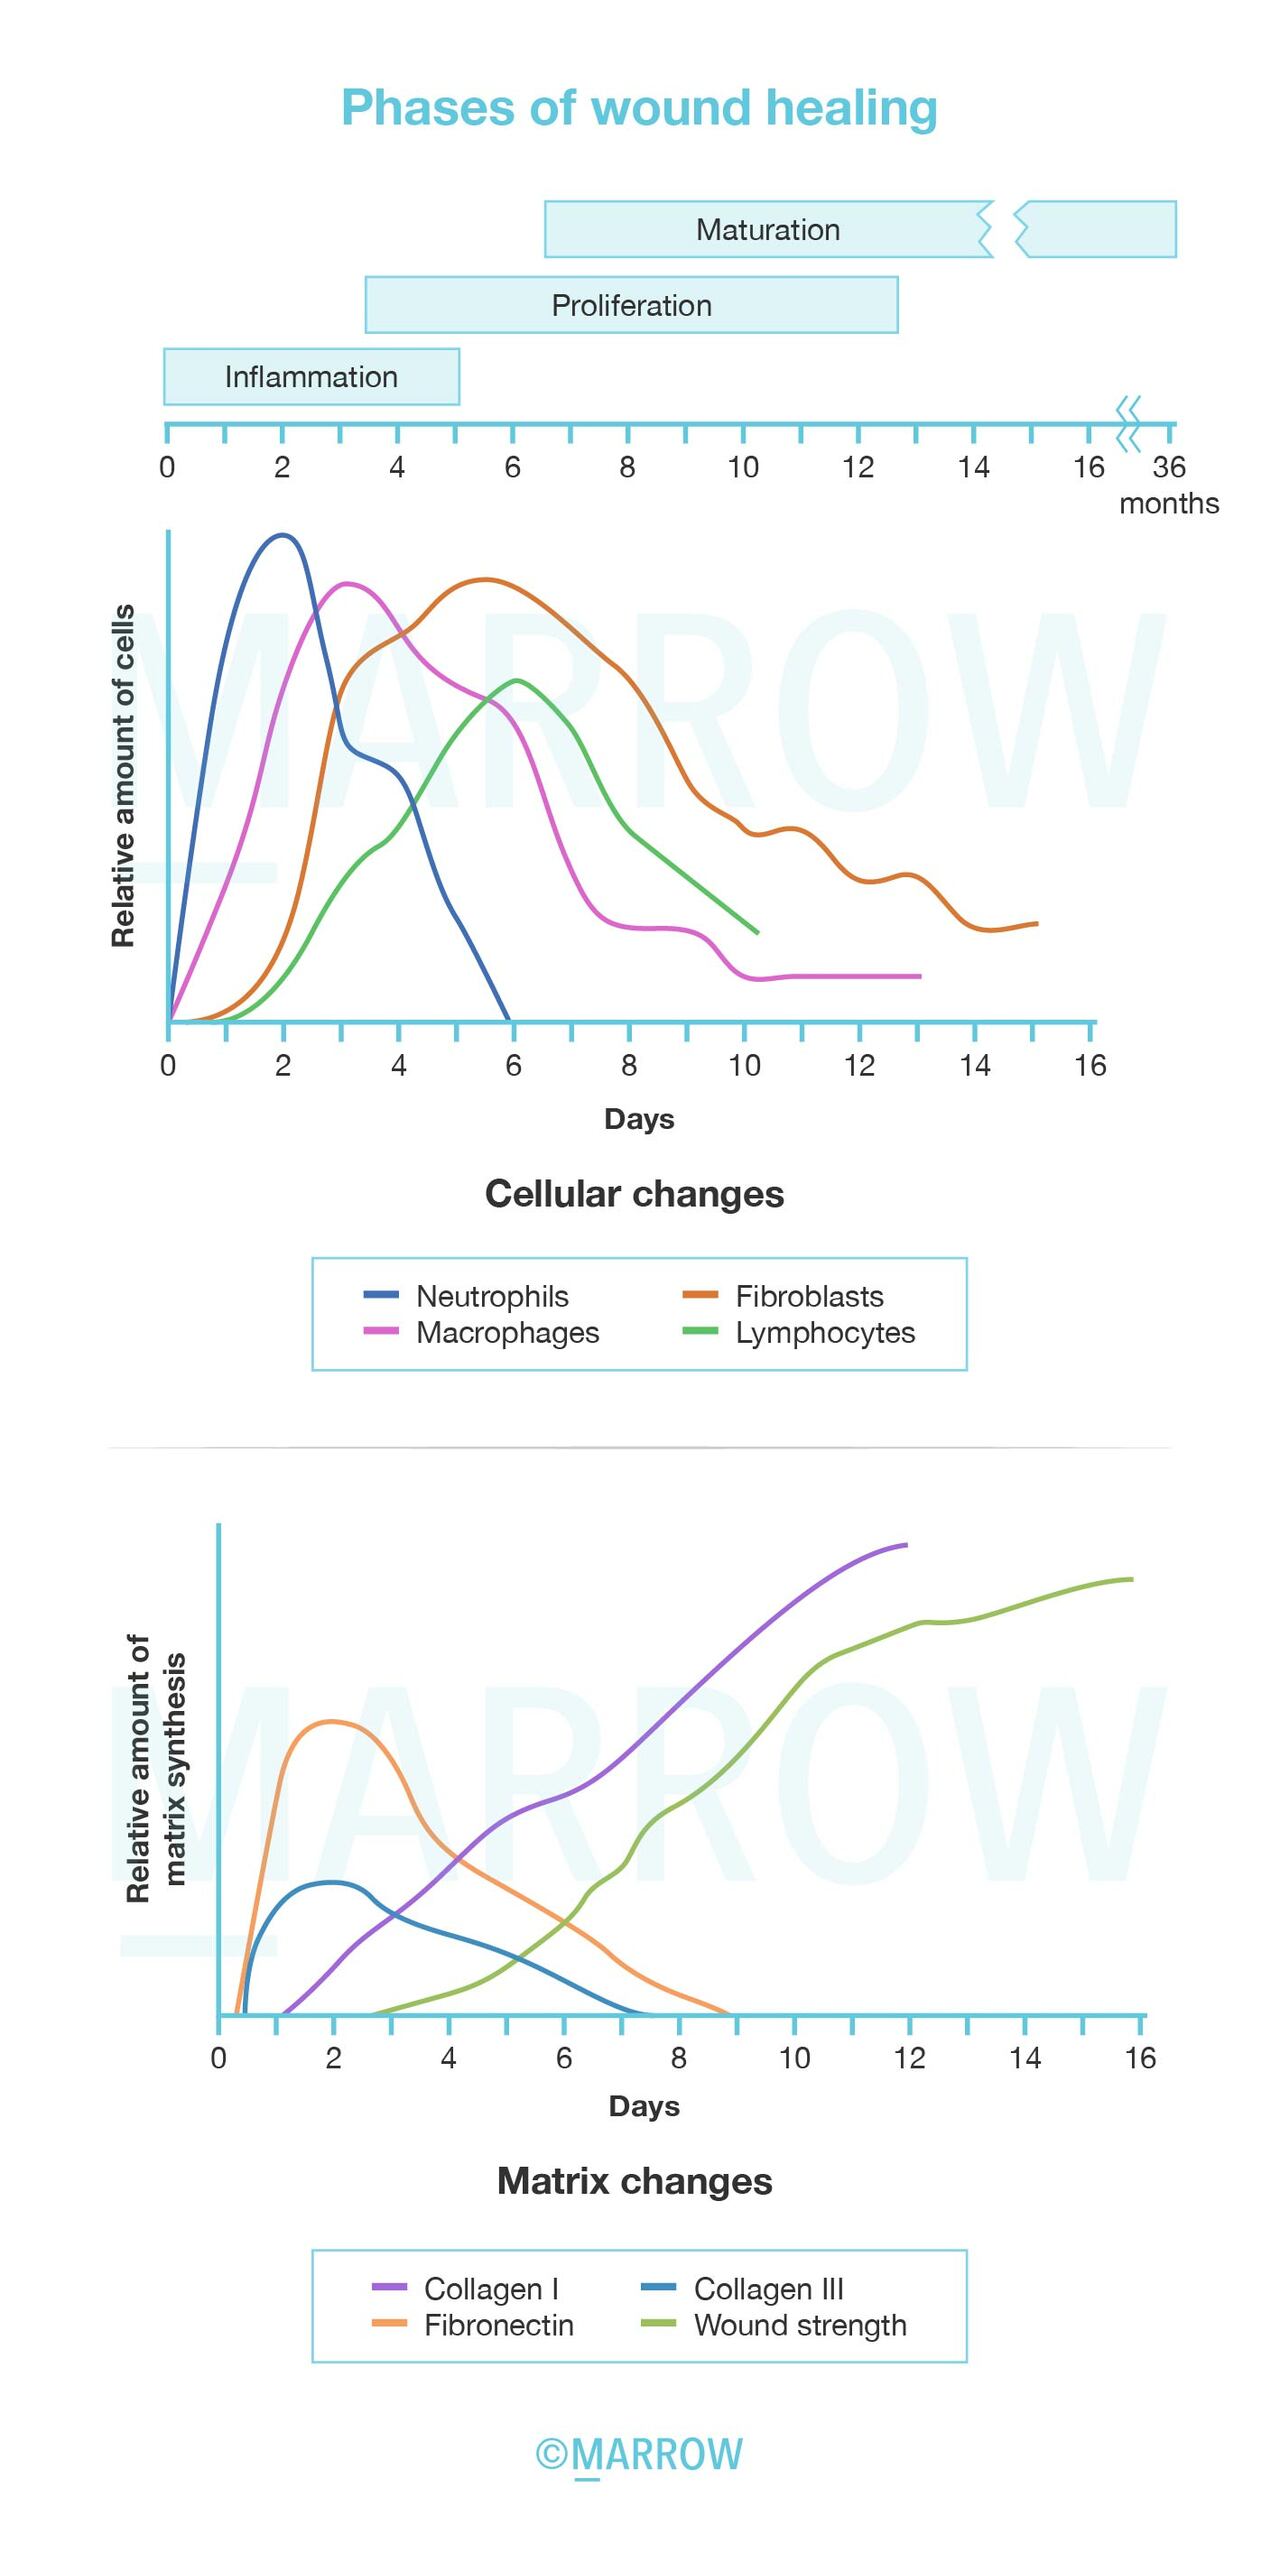 Phases of wound healing
Maturation
Proliferation
Inflammation
0 2 4 6 8 10 12 14 16 36
months
Relative amount of cells
MARROW
0 2 4 6 8 10 12 14 16
Days
Cellular changes
Neutrophils Fibroblasts
Macrophages Lymphocytes
Relative amount of
matrix synthesis
MARROW
0 2 4 6 8 10 12 14 16
Days
Matrix changes
Collagen I Collagen III
Fibronectin Wound strength
©MARROW